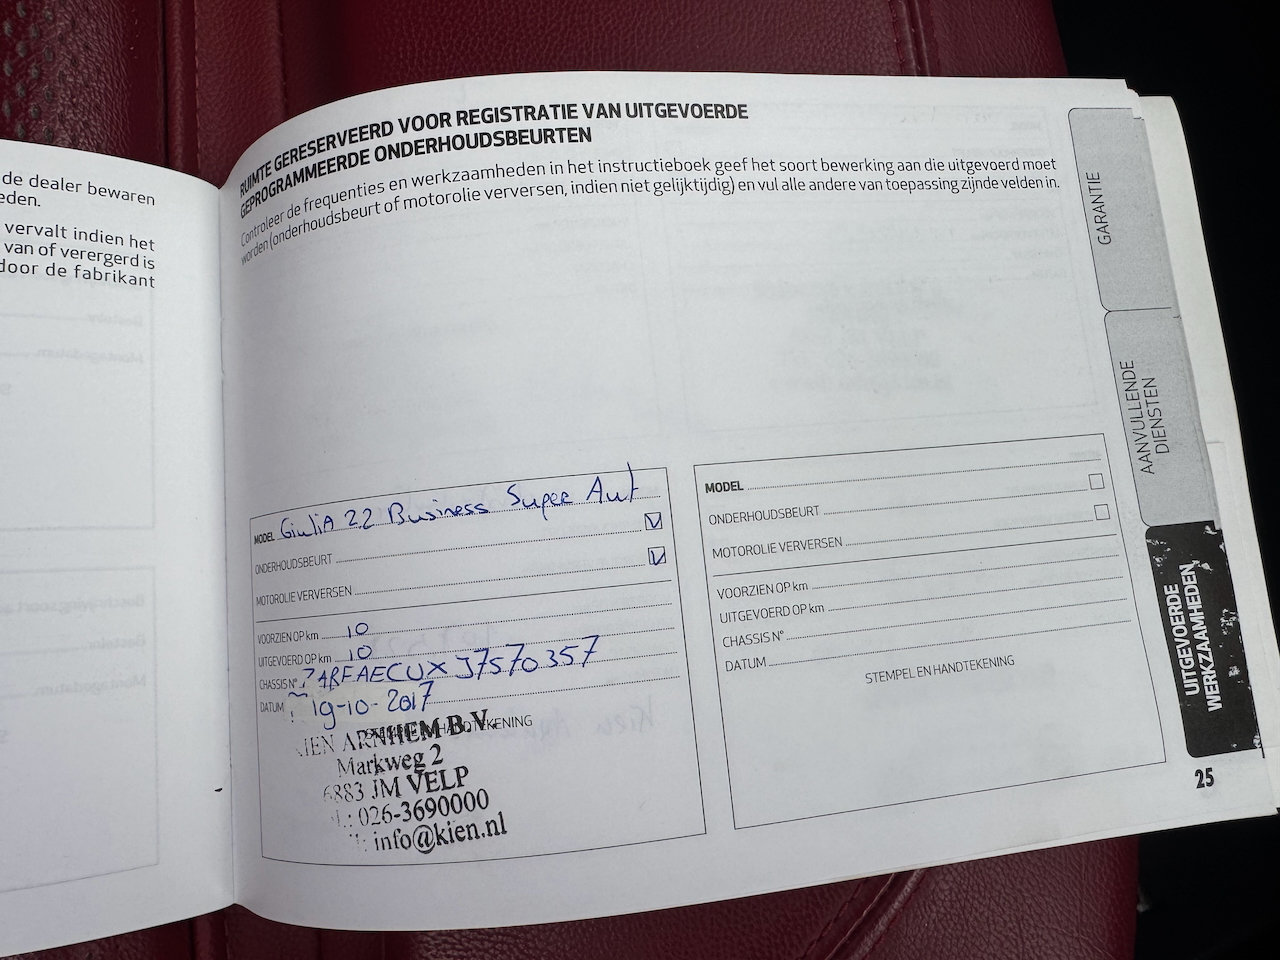 de dealer bewaren
eden.
vervalt indien het
van of verergerd is
door de fabrikant
RUIMTE GERESERVEERD VOOR REGISTRATIE VAN UITGEVOERDE
GEPROGRAMMEERDE ONDERHOUDSBEURTEN
Controleer de frequenties en werkzaamheden in het instructieboek geef het soort bewerking aan die uitgevoerd moet
worden (onderhoudsbeurt of motorolie verversen, indien niet gelijktijdig) en vul alle andere van toepassing zijnde velden in.
MODEL Giulia 2.2 Business Super Aut
ONDERHOUDSBEURT
MOTOROLIE VERVERSEN
VOORZIEN OP km 10
UITGEVOERD OP km 10
CHASSIS N° ZARFAECUXJ7570357
DATUM 19-10-2017
STEMPEL EN HANDTEKENING
KIEN ARNHEM B.V.
Markweg 2
6883 JM VELP
.: 026-3690000
: info@kien.nl
MODEL
ONDERHOUDSBEURT
MOTOROLIE VERVERSEN
VOORZIEN OP km
UITGEVOERD OP km
CHASSIS N°
DATUM
STEMPEL EN HANDTEKENING
GARANTIE
AANVULLENDE
DIENSTEN
UITGEVOERDE
WERKZAAMHEDEN
25